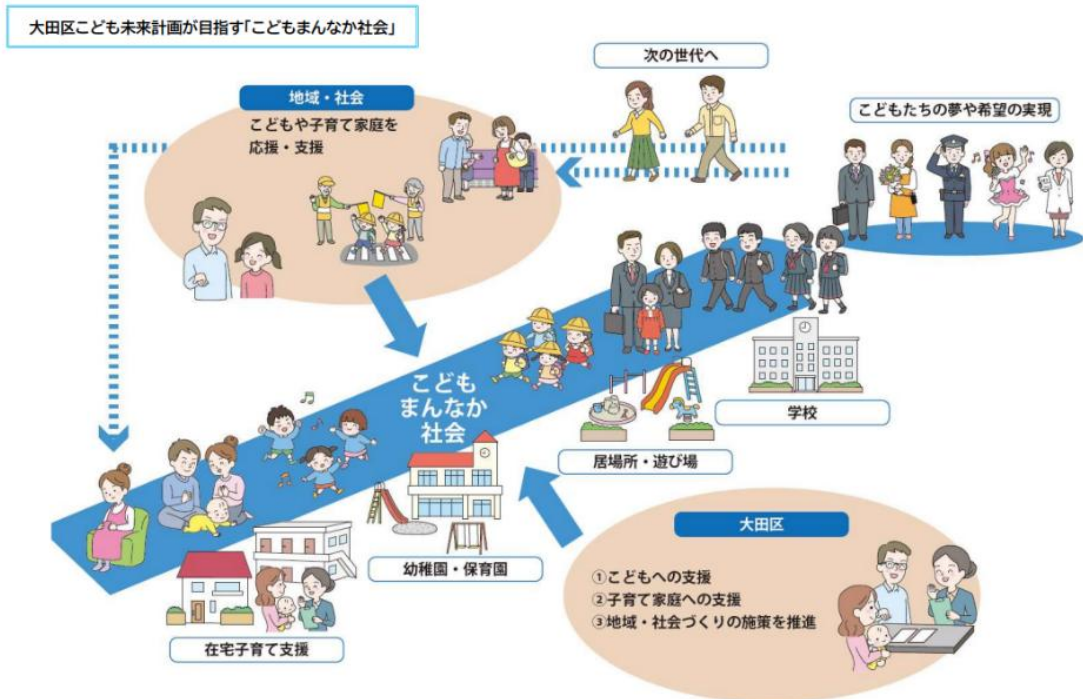 大田区こども未来計画が目指す「こどもまんなか社会」
次の世代へ
地域・社会
こどもや子育て家庭を
応援・支援
こどもたちの夢や希望の実現
こども
まんなか
社会
学校
居場所・遊び場
幼稚園・保育園
在宅子育て支援
大田区
①こどもへの支援
②子育て家庭への支援
③地域・社会づくりの施策を推進